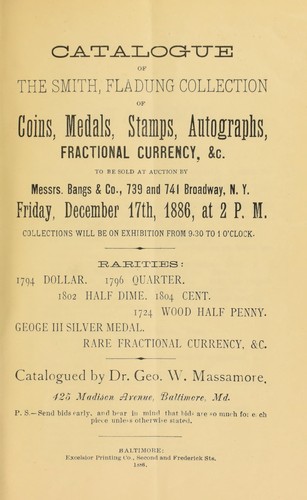 CATALOGUE
OF
THE SMITH, FLADUNG COLLECTION
OF
Coins, Medals, Stamps, Autographs,
FRACTIONAL CURRENCY, &c.
TO BE SOLD AT AUCTION BY
Messrs. Bangs & Co., 739 and 741 Broadway, N. Y.
Friday, December 17th, 1886, at 2 P. M.
COLLECTIONS WILL BE ON EXHIBITION FROM 9-30 TO 1 O'CLOCK.
RARITIES:
1794 DOLLAR. 1796 QUARTER.
1802 HALF DIME. 1804 CENT.
1724 WOOD HALF PENNY.
GEOGE III SILVER MEDAL.
RARE FRACTIONAL CURRENCY, &C.
Catalogued by Dr. Geo. W. Massamore,
425 Madison Avenue, Baltimore, Md.
P. S.—Send bids early, and bear in mind that bids are so much for each
piece unless otherwise stated.
BALTIMORE:
Excelsior Printing Co., Second and Frederick Sts.
1886.